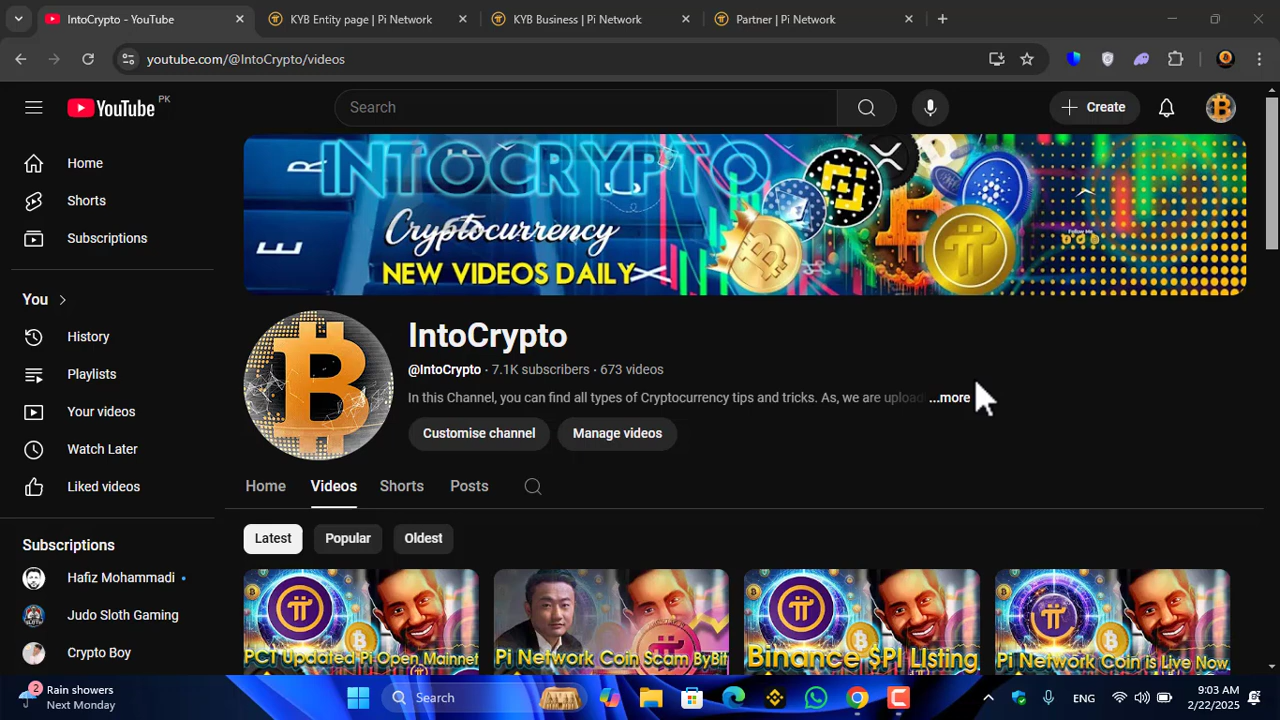 IntoCrypto - YouTube
KYB Entity page | Pi Network
KYB Business | Pi Network
Partner | Pi Network
youtube.com/@IntoCrypto/videos
YouTube PK
Search
Create
Home
Shorts
Subscriptions
You
History
Playlists
Your videos
Watch Later
Liked videos
Subscriptions
Hafiz Mohammadi
Judo Sloth Gaming
Crypto Boy
INTOCRYPTO
Cryptocurrency
NEW VIDEOS DAILY
R
E
Follow Me
IntoCrypto
@IntoCrypto · 7.1K subscribers · 673 videos
In this Channel, you can find all types of Cryptocurrency tips and tricks. As, we are upload ...more
Customise channel
Manage videos
Home
Videos
Shorts
Posts
Latest
Popular
Oldest
PCT Updated Pi Open Mainnet
Pi Network Coin Scam ByBit
Binance $PI Listing
Pi Network Coin is Live Now
2
Rain showers
Next Monday
Search
ENG
9:03 AM
2/22/2025